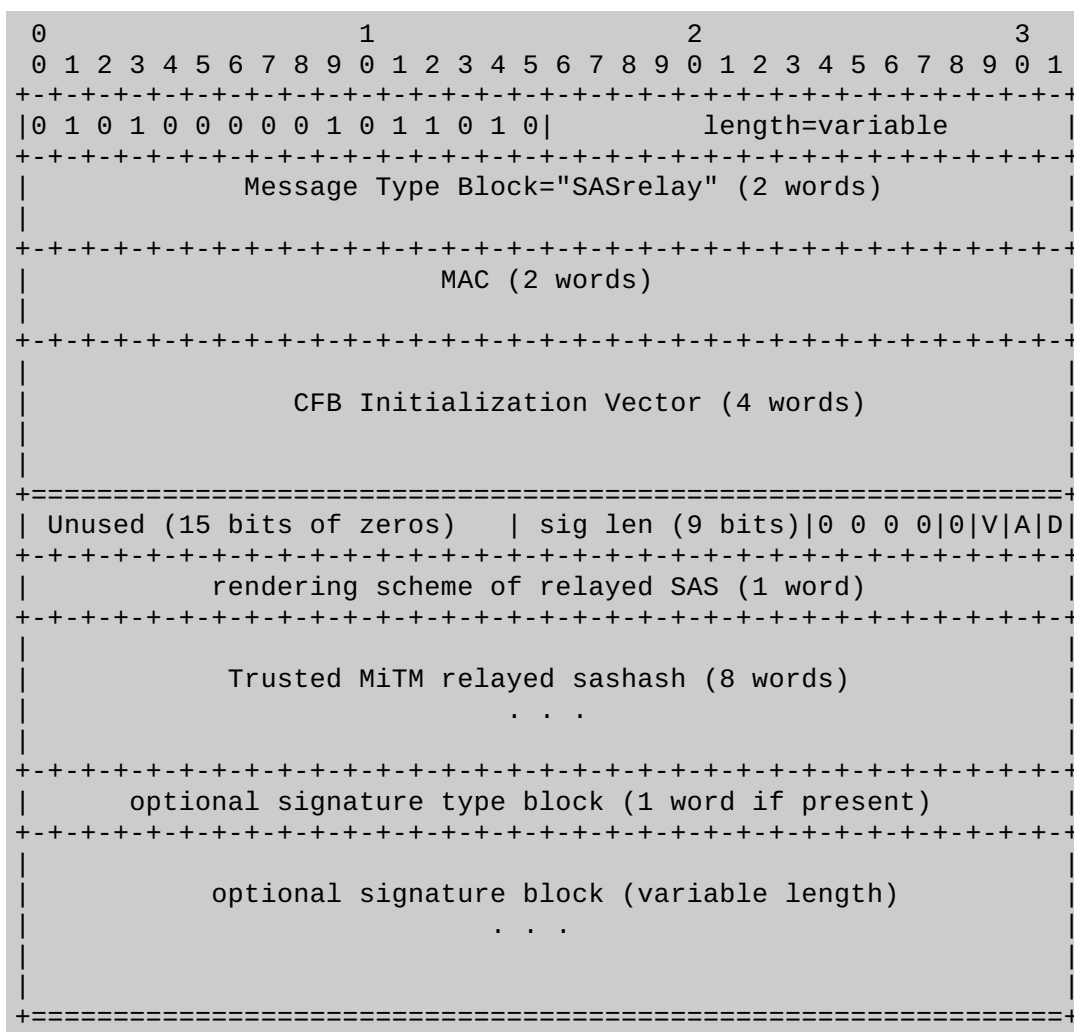 0                   1                   2                   3
 0 1 2 3 4 5 6 7 8 9 0 1 2 3 4 5 6 7 8 9 0 1 2 3 4 5 6 7 8 9 0 1
+-+-+-+-+-+-+-+-+-+-+-+-+-+-+-+-+-+-+-+-+-+-+-+-+-+-+-+-+-+-+-+-+
|0 1 0 1 0 0 0 0 0 1 0 1 1 0 1 0|         length=variable       |
+-+-+-+-+-+-+-+-+-+-+-+-+-+-+-+-+-+-+-+-+-+-+-+-+-+-+-+-+-+-+-+-+
|             Message Type Block="SASrelay" (2 words)           |
|                                                               |
+-+-+-+-+-+-+-+-+-+-+-+-+-+-+-+-+-+-+-+-+-+-+-+-+-+-+-+-+-+-+-+-+
|                         MAC (2 words)                         |
|                                                               |
+-+-+-+-+-+-+-+-+-+-+-+-+-+-+-+-+-+-+-+-+-+-+-+-+-+-+-+-+-+-+-+-+
|                                                               |
|                CFB Initialization Vector (4 words)            |
|                                                               |
|                                                               |
+===============================================================+
| Unused (15 bits of zeros)   | sig len (9 bits)|0 0 0 0|0|V|A|D|
+-+-+-+-+-+-+-+-+-+-+-+-+-+-+-+-+-+-+-+-+-+-+-+-+-+-+-+-+-+-+-+-+
|           rendering scheme of relayed SAS (1 word)            |
+-+-+-+-+-+-+-+-+-+-+-+-+-+-+-+-+-+-+-+-+-+-+-+-+-+-+-+-+-+-+-+-+
|                                                               |
|            Trusted MiTM relayed sashash (8 words)             |
|                             . . .                             |
|                                                               |
+-+-+-+-+-+-+-+-+-+-+-+-+-+-+-+-+-+-+-+-+-+-+-+-+-+-+-+-+-+-+-+-+
|      optional signature type block (1 word if present)        |
+-+-+-+-+-+-+-+-+-+-+-+-+-+-+-+-+-+-+-+-+-+-+-+-+-+-+-+-+-+-+-+-+
|                                                               |
|           optional signature block (variable length)          |
|                            . . .                              |
|                                                               |
|                                                               |
+===============================================================+